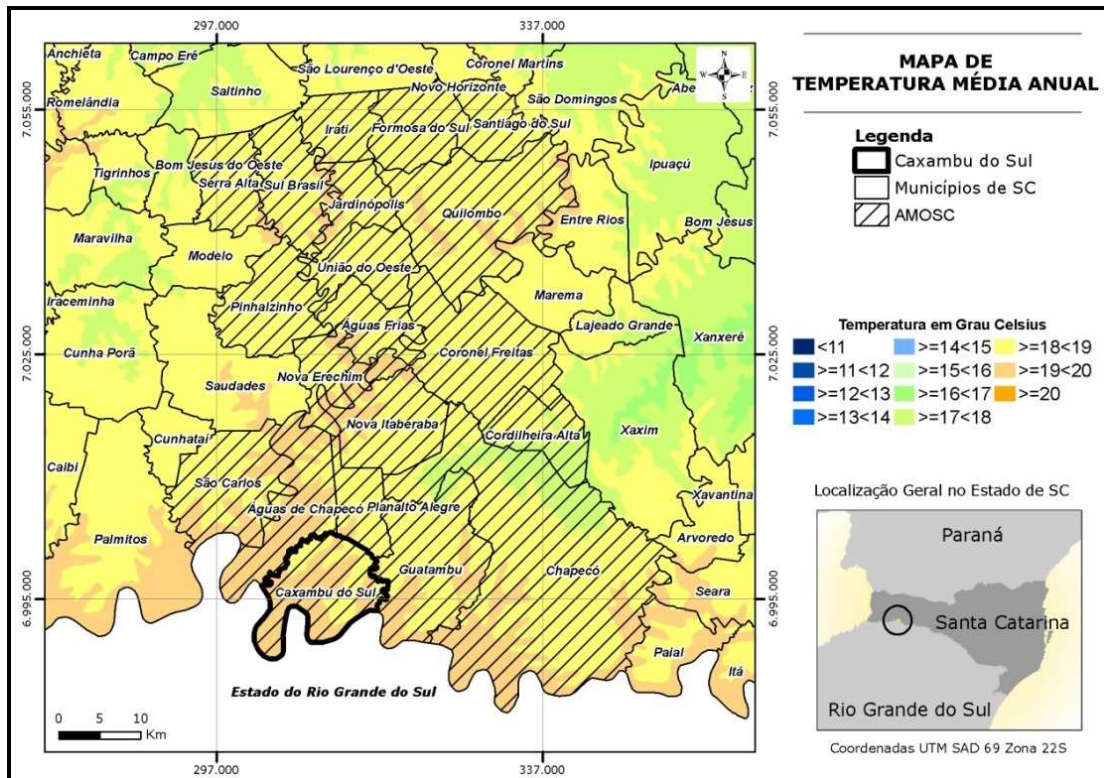 297.000
337.000
Anchieta
Campo Erê
São Lourenço d'Oeste
Coronel Martins
N
W
E
S
Saltinho
Novo Horizonte
São Domingos
Romelândia
7.055.000
7.055.000
Irati
Formosa do Sul
Santiago do Sul
Bom Jesus do Oeste
Tigrinhos
Serra Alta
Sul Brasil
Ipuaçú
Jardinópolis
Quilombo
Entre Rios
Bom Jesus
Maravilha
Modelo
União do Oeste
Iraceminha
Pinhalzinho
Marema
Águas Frias
Lajeado Grande
Xanxerê
Cunha Porã
Coronel Freitas
7.025.000
7.025.000
Nova Erechim
Saudades
Nova Itaberaba
Cordilheira Alta
Xaxim
Cunhataí
Caibi
São Carlos
Xavantina
Águas de Chapecó
Planalto Alegre
Palmitos
Arvoredo
Guatambu
Chapecó
Caxambu do Sul
Seara
6.995.000
6.995.000
Paial
Itá
Estado do Rio Grande do Sul
0
5
10
Km
297.000
337.000
MAPA DE
TEMPERATURA MÉDIA ANUAL
Legenda
Caxambu do Sul
Municípios de SC
AMOSC
Temperatura em Grau Celsius
<11
>=14<15
>=18<19
>=11<12
>=15<16
>=19<20
>=12<13
>=16<17
>=20
>=13<14
>=17<18
Localização Geral no Estado de SC
Paraná
Santa Catarina
Rio Grande do Sul
Coordenadas UTM SAD 69 Zona 22S